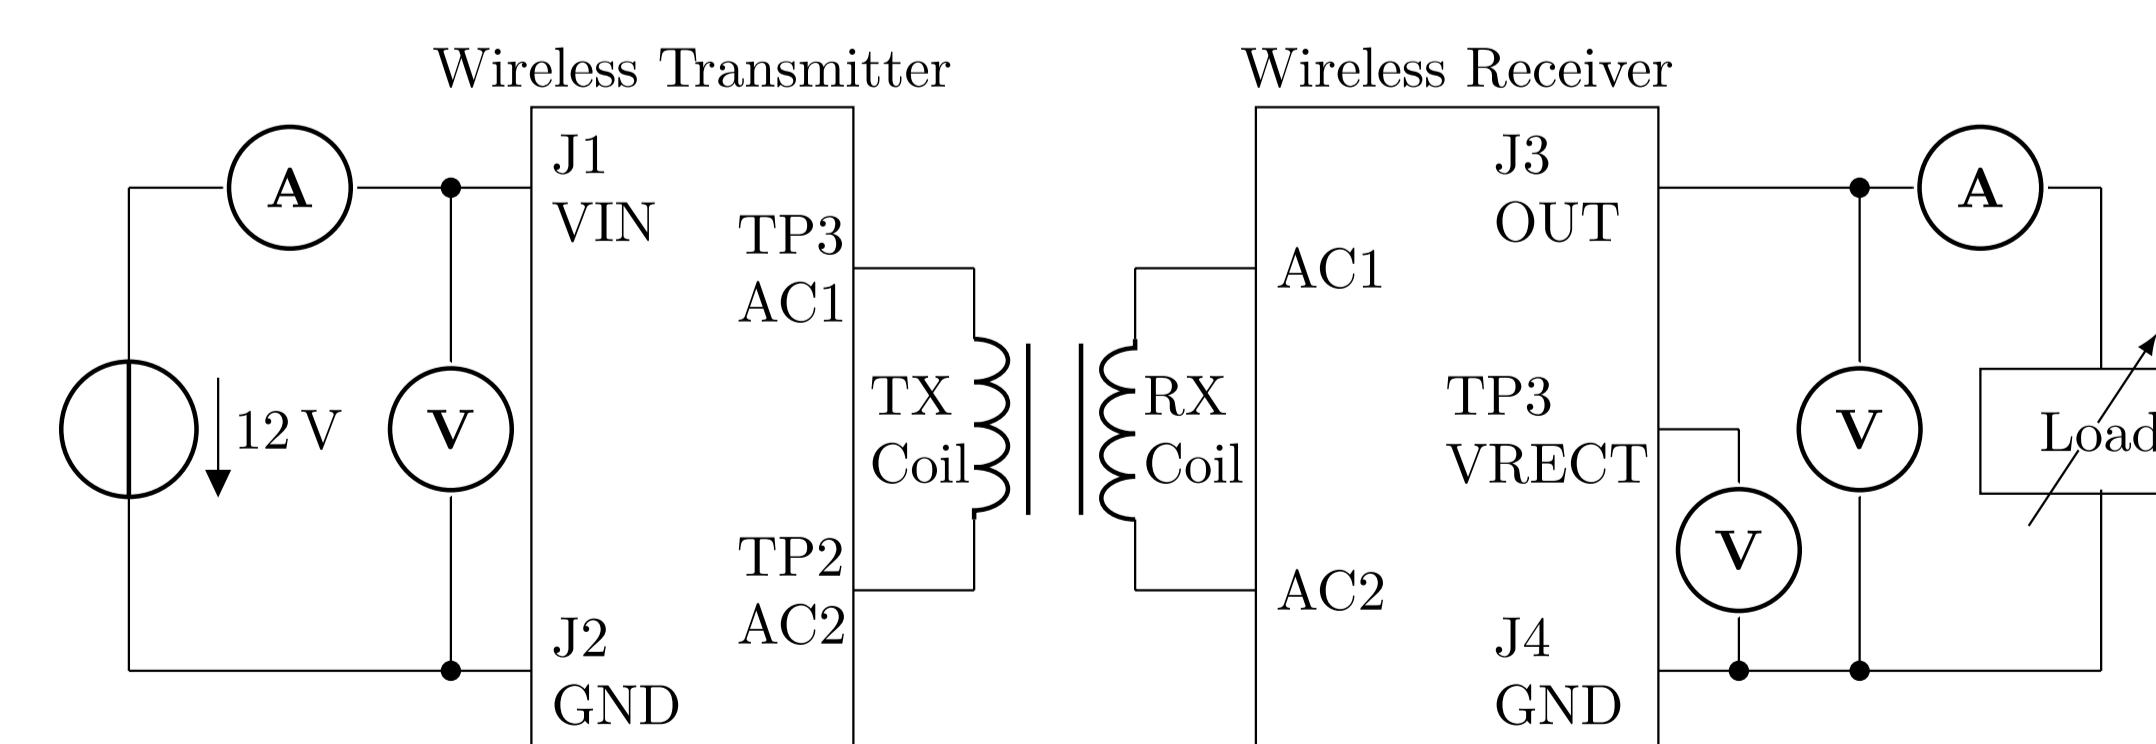 Wireless Transmitter
Wireless Receiver
A
J1
VIN
TP3
AC1
12 V
V
TX
Coil
TP2
AC2
J2
GND
J3
OUT
AC1
RX
Coil
TP3
VRECT
AC2
J4
GND
V
V
A
Load